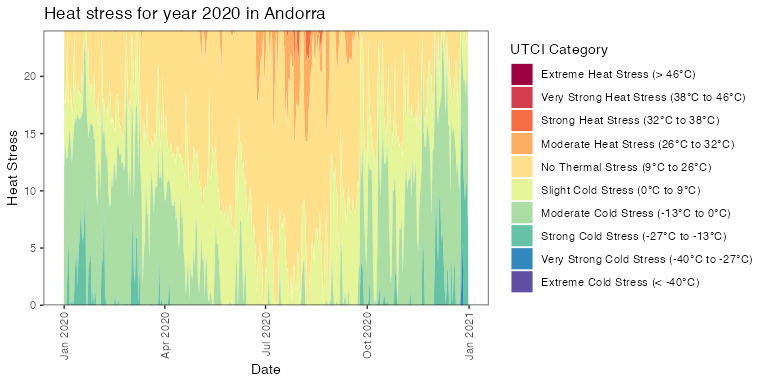 Heat stress for year 2020 in Andorra
Heat Stress
20
15
10
5
0
Jan 2020
Apr 2020
Jul 2020
Oct 2020
Jan 2021
Date
UTCI Category
Extreme Heat Stress (> 46°C)
Very Strong Heat Stress (38°C to 46°C)
Strong Heat Stress (32°C to 38°C)
Moderate Heat Stress (26°C to 32°C)
No Thermal Stress (9°C to 26°C)
Slight Cold Stress (0°C to 9°C)
Moderate Cold Stress (-13°C to 0°C)
Strong Cold Stress (-27°C to -13°C)
Very Strong Cold Stress (-40°C to -27°C)
Extreme Cold Stress (< -40°C)